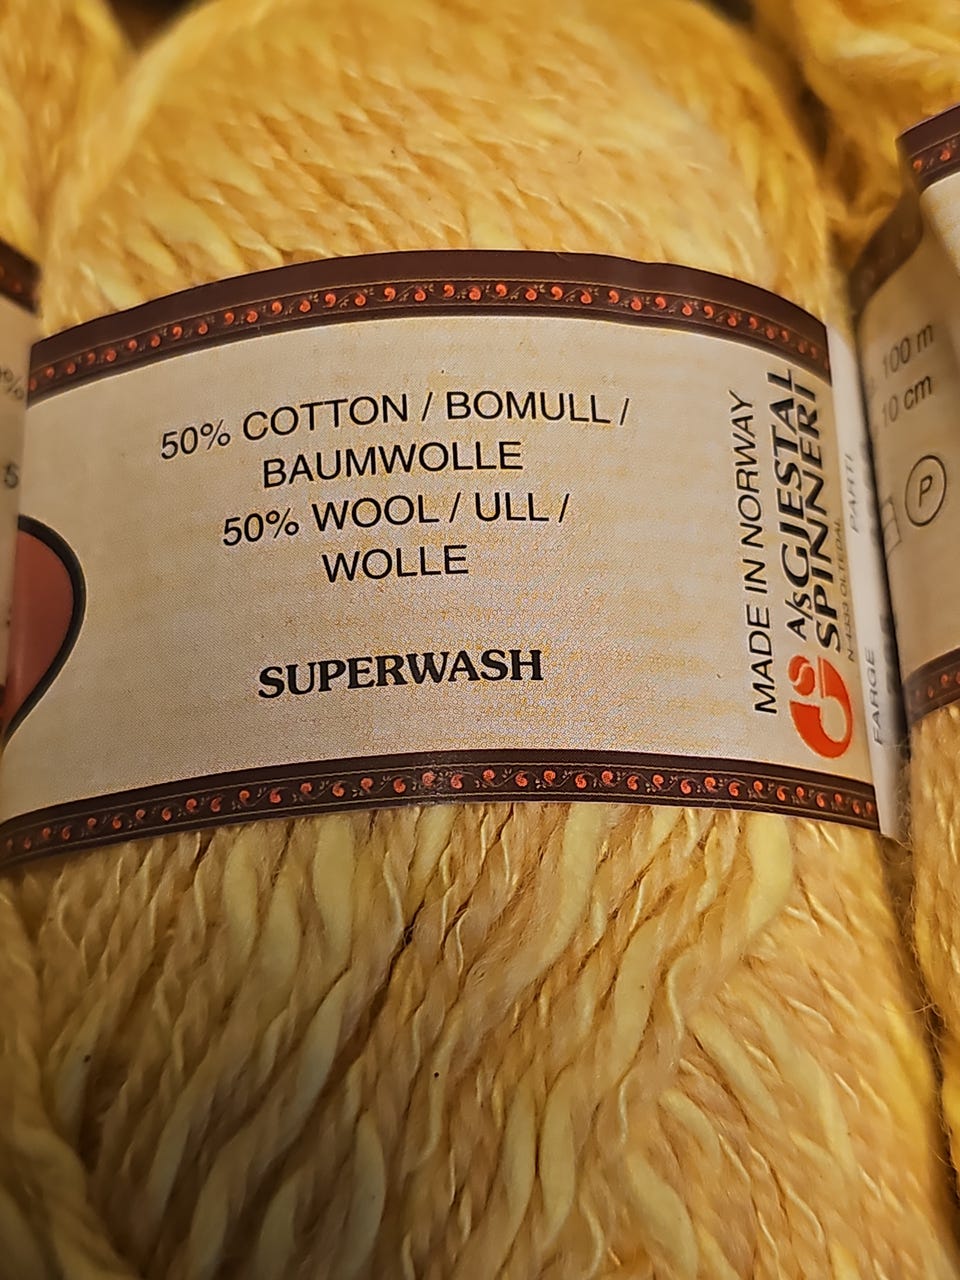 50% COTTON / BOMULL /
BAUMWOLLE
50% WOOL / ULL /
WOLLE
SUPERWASH
MADE IN NORWAY
A/S GJESTAL
SPINNERI
PARTI
FARGE
100 m
10 cm
P